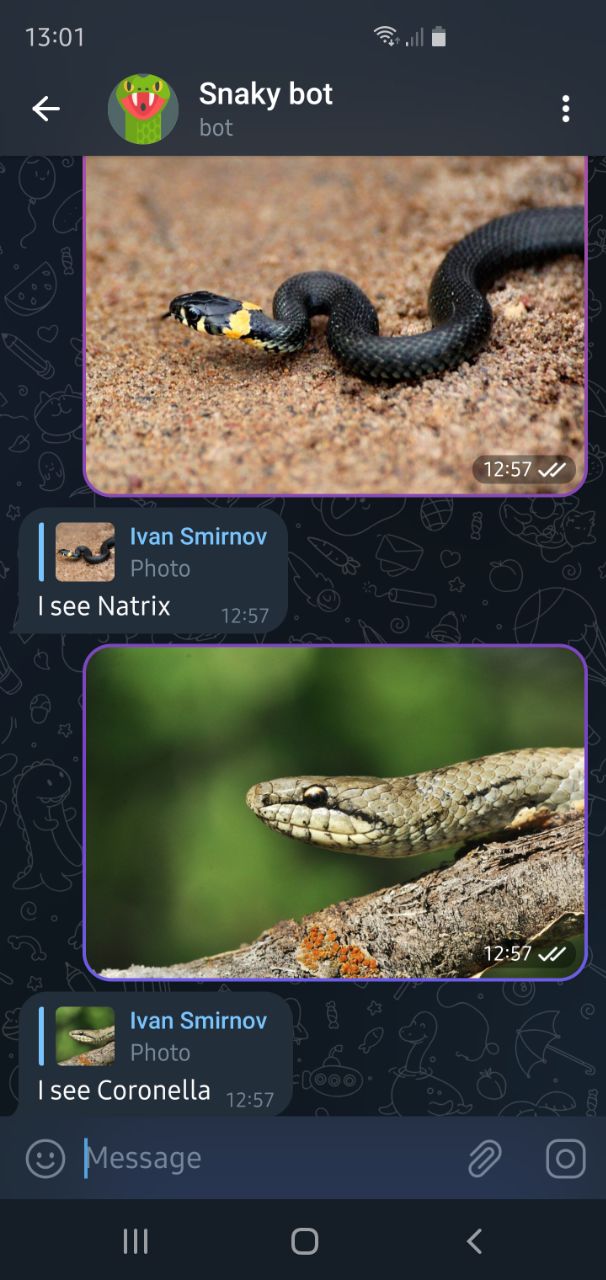 13:01
Snaky bot
bot
12:57
Ivan Smirnov
Photo
I see Natrix 12:57
12:57
Ivan Smirnov
Photo
I see Coronella 12:57
Message